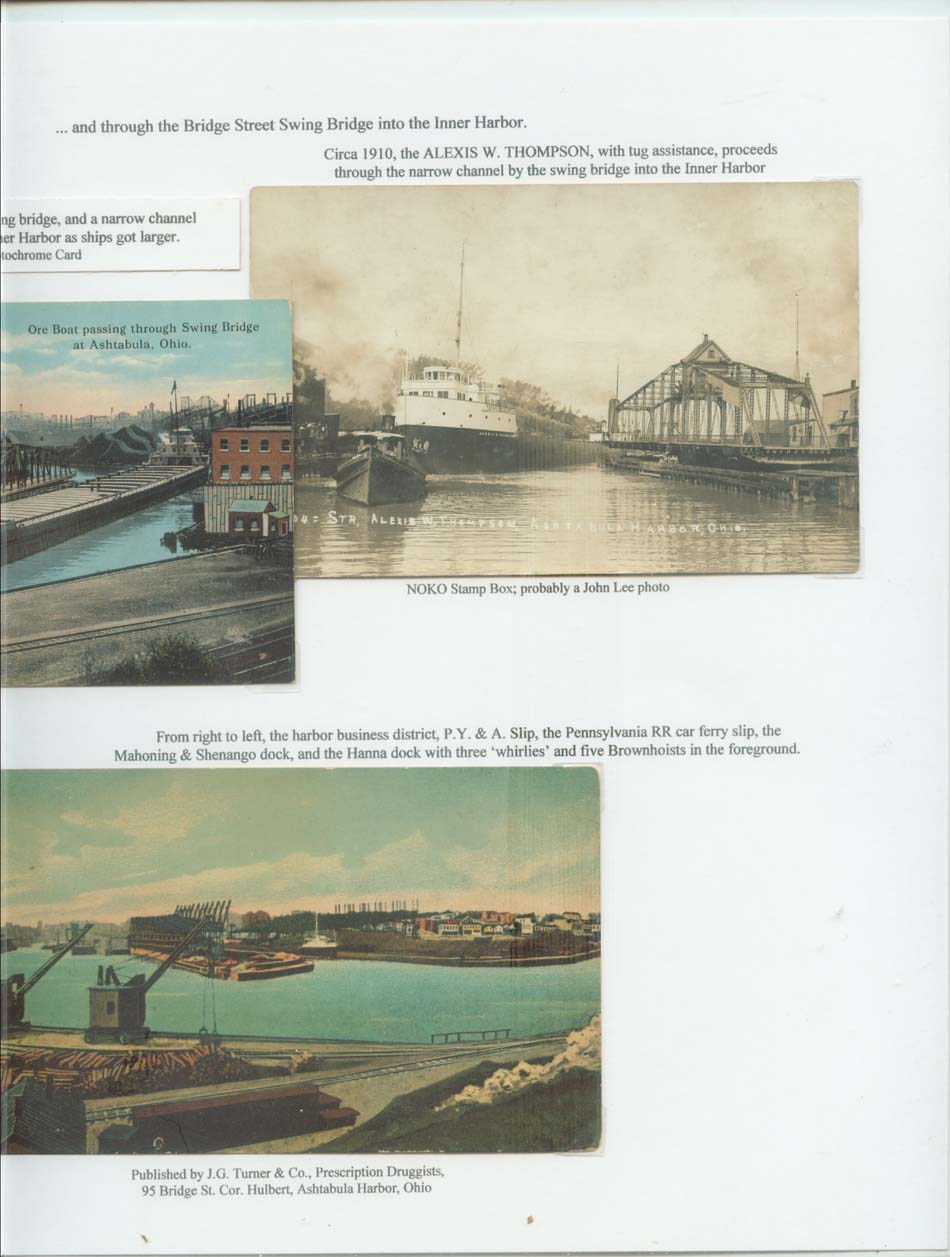 ... and through the Bridge Street Swing Bridge into the Inner Harbor.
Circa 1910, the ALEXIS W. THOMPSON, with tug assistance, proceeds
through the narrow channel by the swing bridge into the Inner Harbor
ng bridge, and a narrow channel
er Harbor as ships got larger.
tochrome Card
Ore Boat passing through Swing Bridge
at Ashtabula, Ohio.
04= STR, ALEXIS W. THOMPSON ASHTABULA HARBOR, OHIO.
NOKO Stamp Box; probably a John Lee photo
From right to left, the harbor business district, P.Y. & A. Slip, the Pennsylvania RR car ferry slip, the
Mahoning & Shenango dock, and the Hanna dock with three ‘whirlies’ and five Brownhoists in the foreground.
Published by J.G. Turner & Co., Prescription Druggists,
95 Bridge St. Cor. Hulbert, Ashtabula Harbor, Ohio